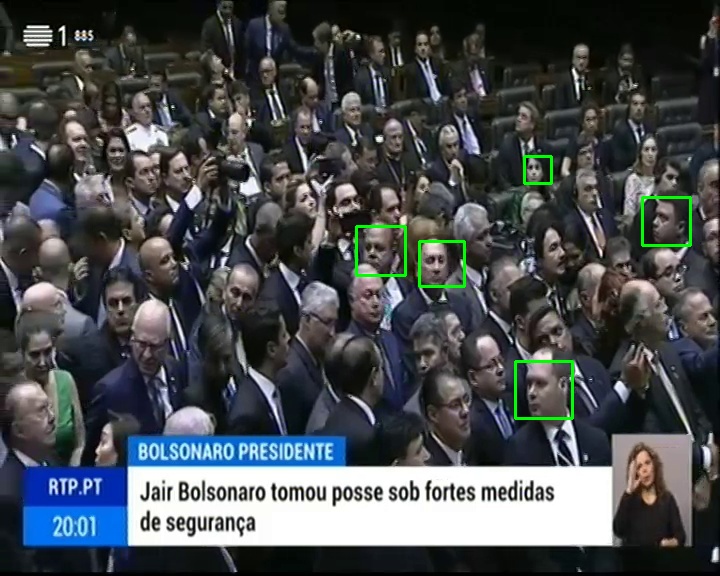 1 885
BOLSONARO PRESIDENTE
RTP.PT
Jair Bolsonaro tomou posse sob fortes medidas
de segurança
20:01